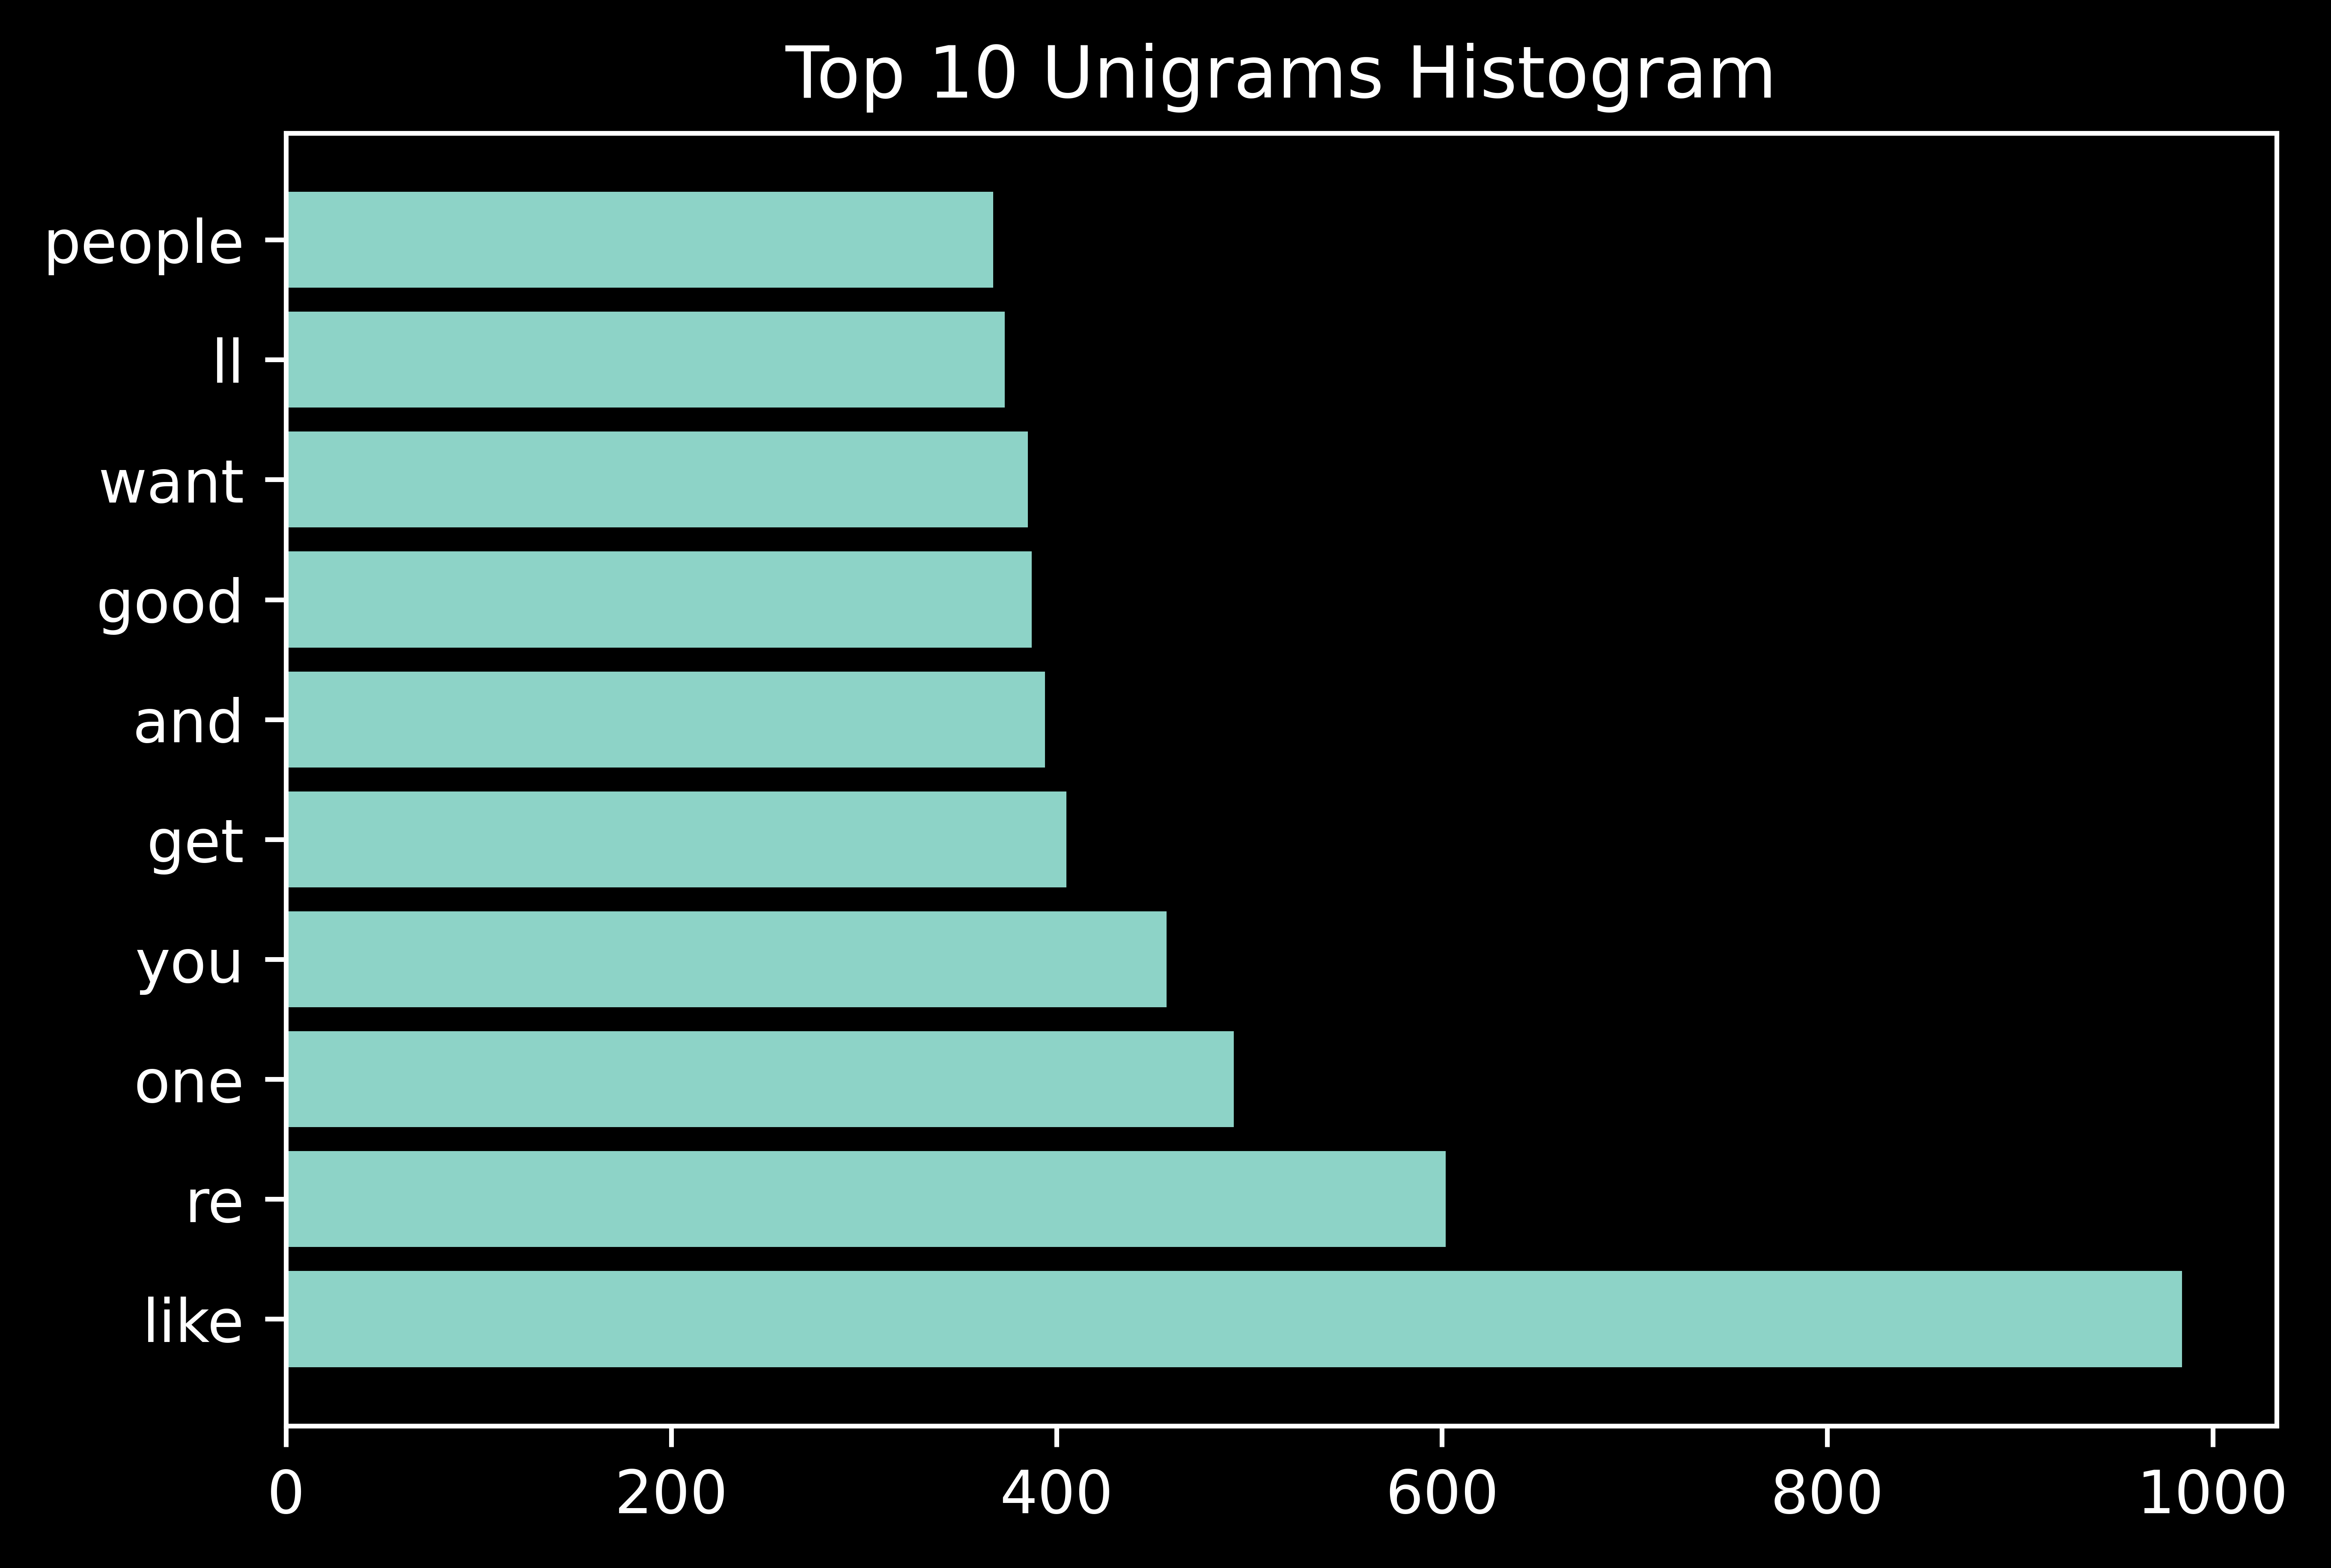 Top 10 Unigrams Histogram
people
ll
want
good
and
get
you
one
re
like
0 200 400 600 800 1000